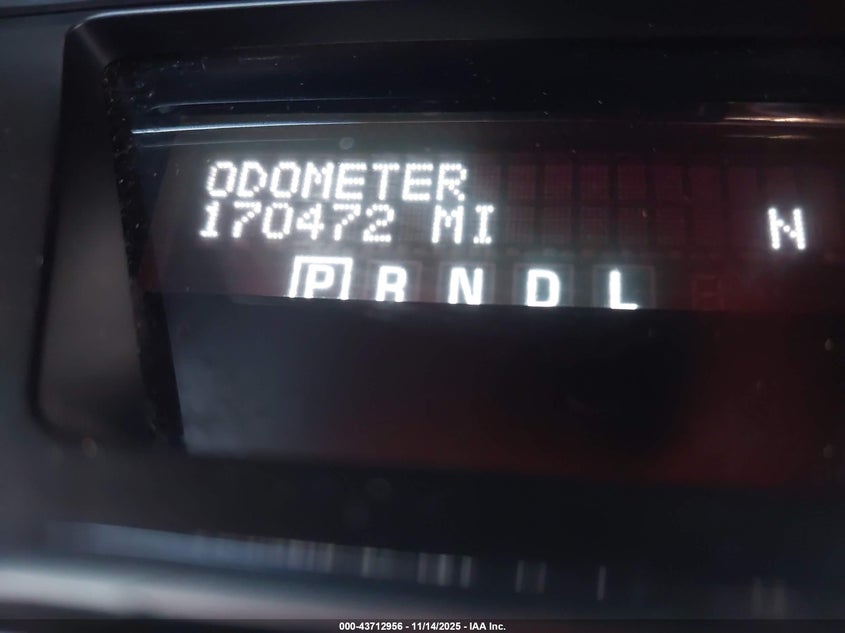 ODOMETER
170472 MI N
P R N D L
000-43712956 - 11/14/2025 - IAA Inc.